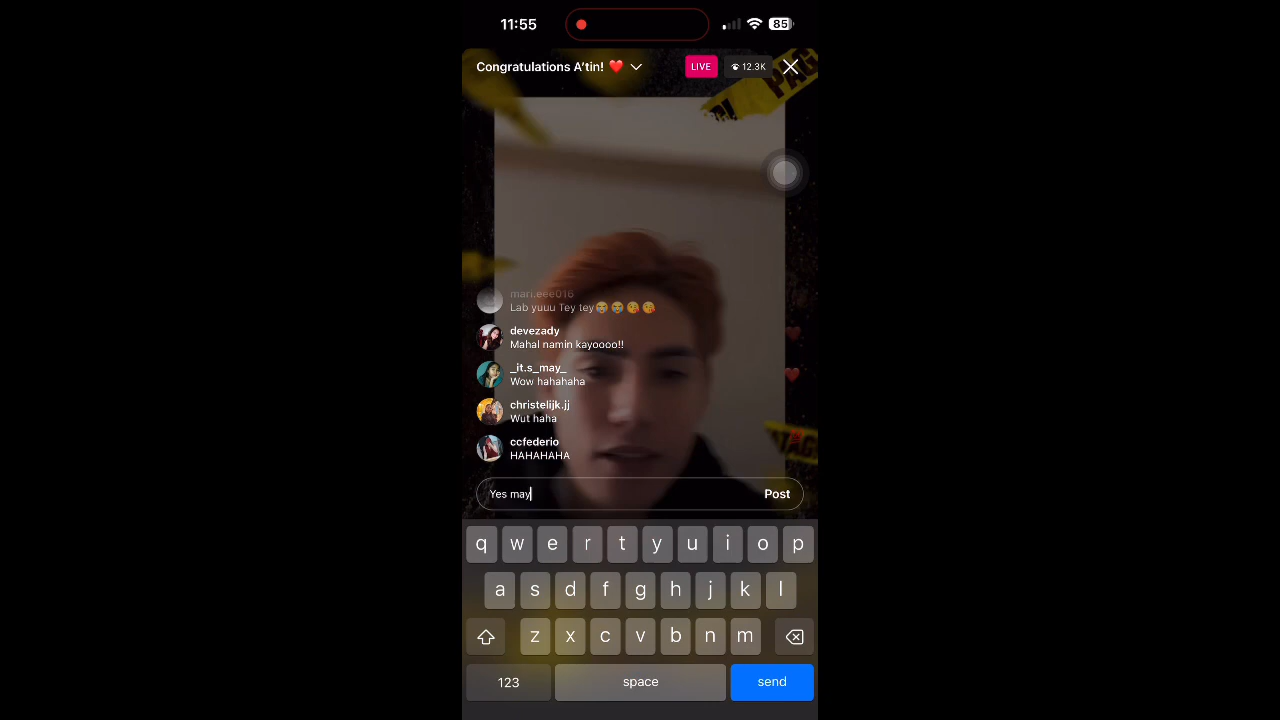 11:55
85
Congratulations A'tin! ❤️
LIVE
12.3K
PAG
mari.eee016
Lab yuuu Tey tey😭😭😘😘
devezady
Mahal namin kayoooo!!
_it.s_may_
Wow hahahaha
christelijk.jj
Wut haha
ccfederio
HAHAHAHA
Yes may
Post
q w e r t y u i o p
a s d f g h j k l
z x c v b n m
123 space send